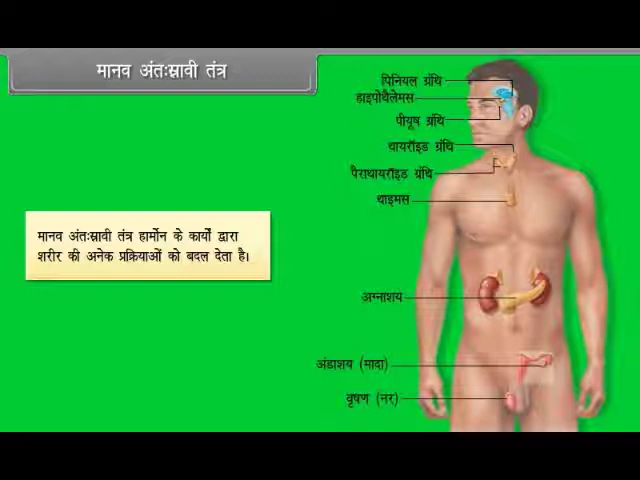 मानव अंतःस्रावी तंत्र
पिनियल ग्रंथि
हाइपोथैलेमस
पीयूष ग्रंथि
थायरॉइड ग्रंथि
पैराथायरॉइड ग्रंथि
थाइमस
मानव अंतःस्रावी तंत्र हार्मोन के कार्यों द्वारा
शरीर की अनेक प्रक्रियाओं को बदल देता है।
अग्नाशय
अंडाशय (मादा)
वृषण (नर)